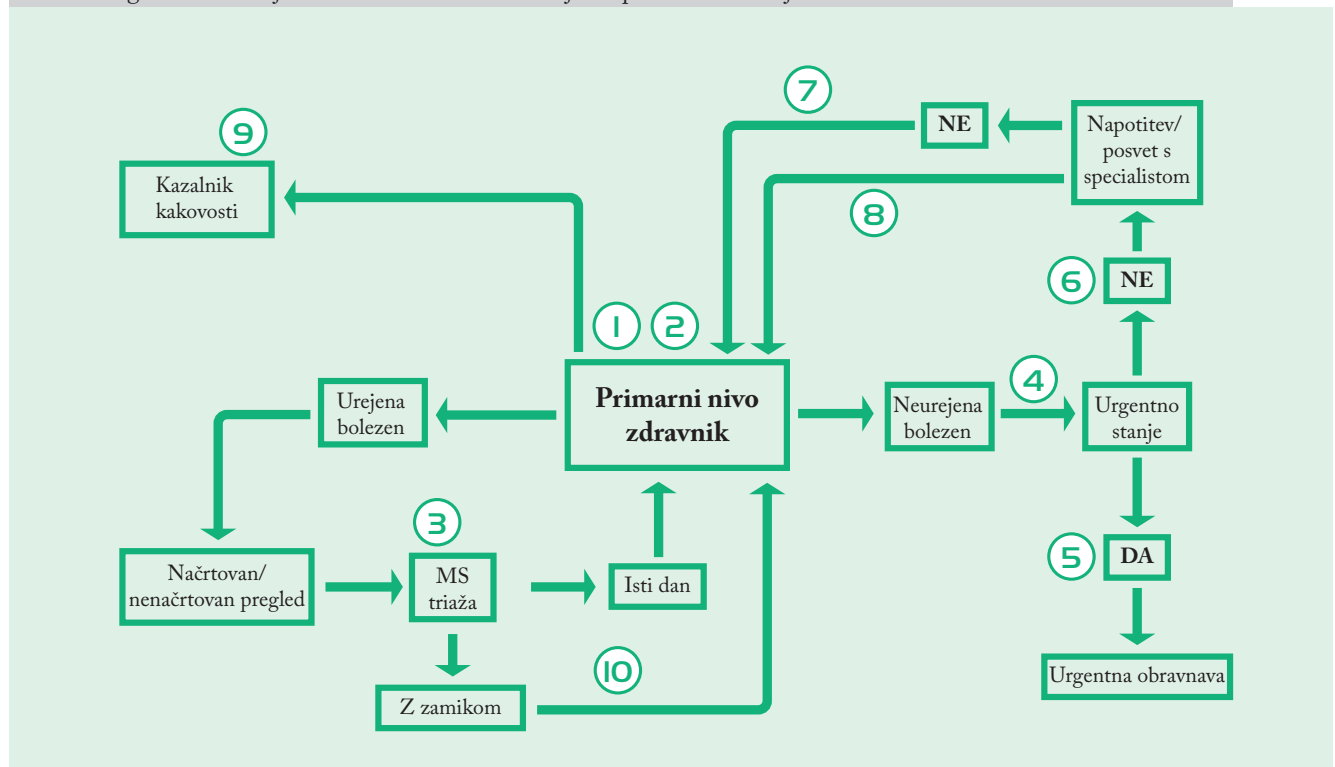 7
NE
Napotitev/
posvet s
specialistom
9
Kazalnik
kakovosti
8
6
NE
1
2
Primarni nivo
zdravnik
4
Urejena
bolezen
Neurejena
bolezen
Urgentno
stanje
3
5
DA
Načrtovan/
nenačrtovan pregled
MS
triaža
Isti dan
10
Z zamikom
Urgentna obravnava